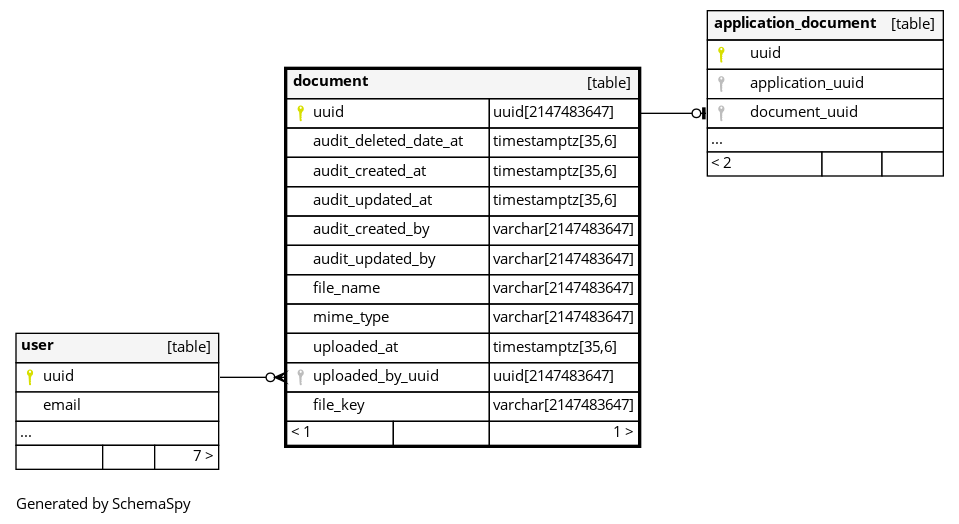 application_document [table]
uuid
application_uuid
document_uuid
...
< 2
document [table]
uuid uuid[2147483647]
audit_deleted_date_at timestamptz[35,6]
audit_created_at timestamptz[35,6]
audit_updated_at timestamptz[35,6]
audit_created_by varchar[2147483647]
audit_updated_by varchar[2147483647]
file_name varchar[2147483647]
mime_type varchar[2147483647]
uploaded_at timestamptz[35,6]
uploaded_by_uuid uuid[2147483647]
file_key varchar[2147483647]
< 1 1 >
user [table]
uuid
email
...
7 >
Generated by SchemaSpy